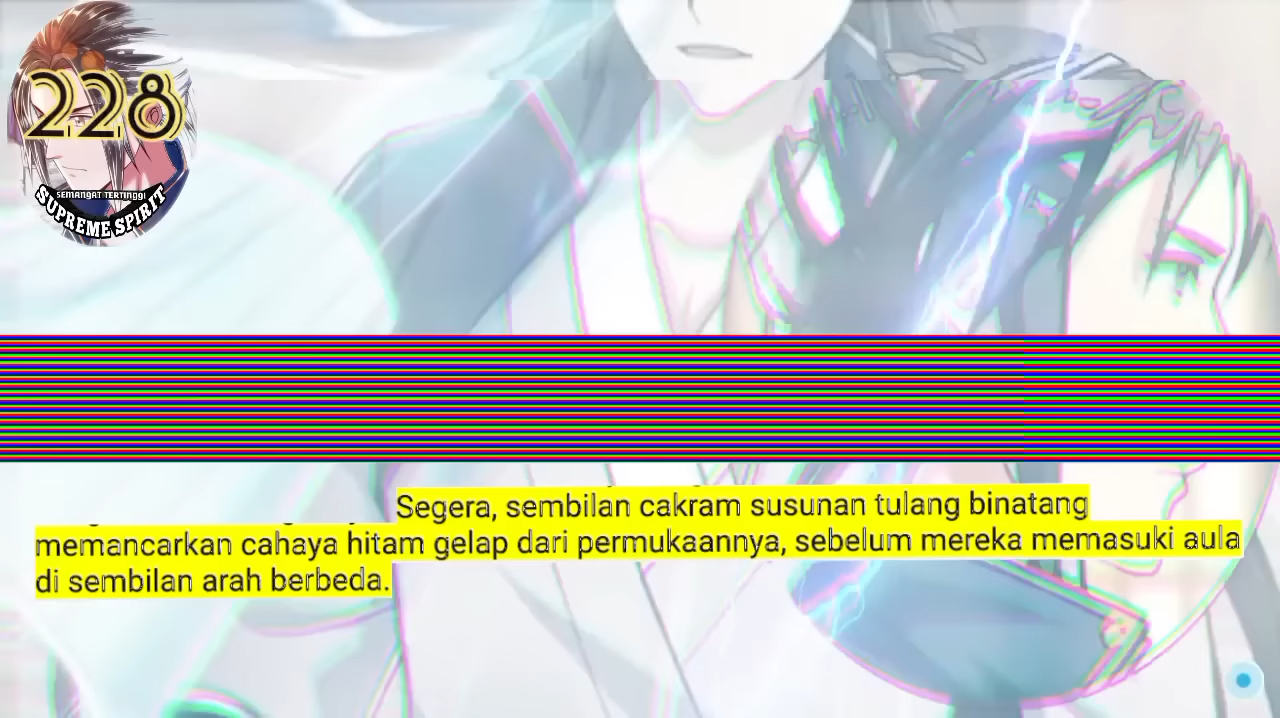 228
SEMANGAT TERTINGGI
SUPREME SPIRIT
Segera, sembilan cakram susunan tulang binatang
memancarkan cahaya hitam gelap dari permukaannya, sebelum mereka memasuki aula
di sembilan arah berbeda.